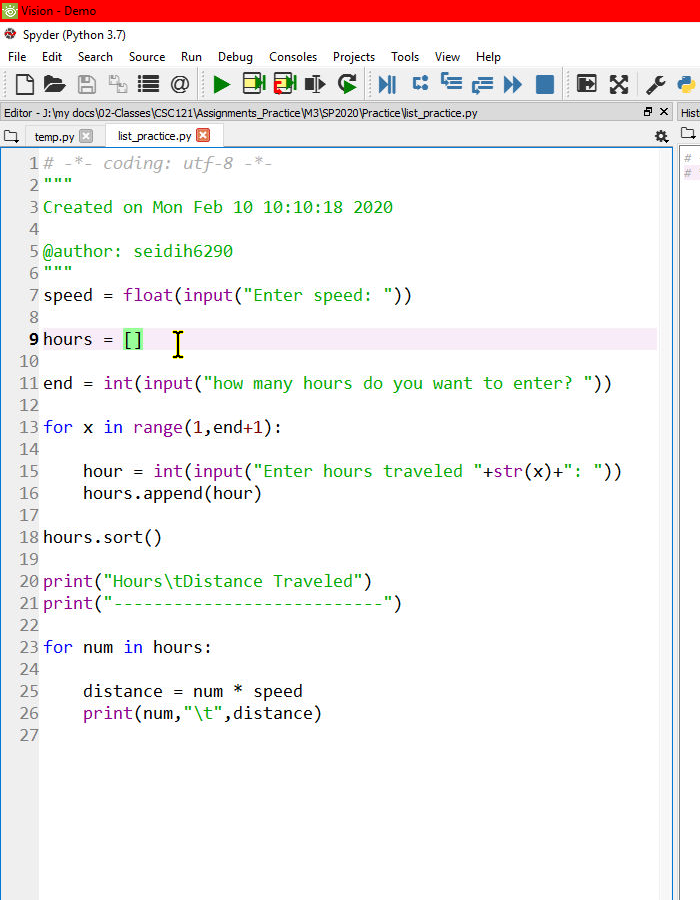 Vision - Demo
Spyder (Python 3.7)
File Edit Search Source Run Debug Consoles Projects Tools View Help
Editor - J:\my docs\02-Classes\CSC121\Assignments_Practice\M3\SP2020\Practice\list_practice.py
Hist
temp.py list_practice.py
1 # -*- coding: utf-8 -*-
2 """
3 Created on Mon Feb 10 10:10:18 2020
4
5 @author: seidih6290
6 """
7 speed = float(input("Enter speed: "))
8
9 hours = []
10
11 end = int(input("how many hours do you want to enter? "))
12
13 for x in range(1,end+1):
14
15     hour = int(input("Enter hours traveled "+str(x)+": "))
16     hours.append(hour)
17
18 hours.sort()
19
20 print("Hours\tDistance Traveled")
21 print("---------------------------")
22
23 for num in hours:
24
25     distance = num * speed
26     print(num,"\t",distance)
27
#
#